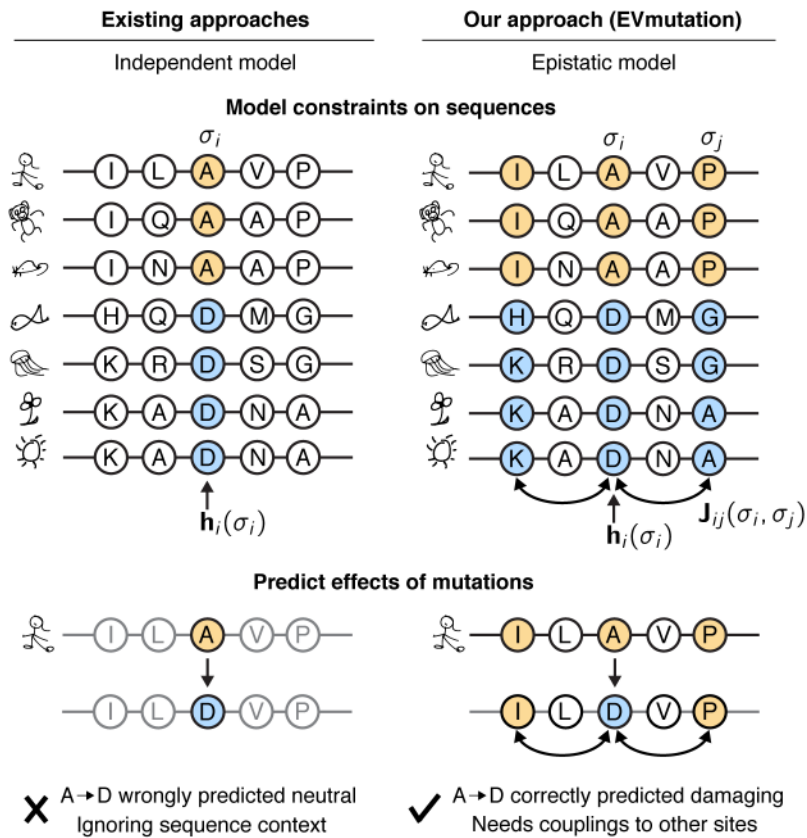 Existing approaches
Our approach (EVmutation)
Independent model
Epistatic model
Model constraints on sequences
σi
σi σj
I L A V P
I L A V P
I Q A A P
I Q A A P
I N A A P
I N A A P
H Q D M G
H Q D M G
K R D S G
K R D S G
K A D N A
K A D N A
K A D N A
K A D N A
hi(σi)
Jij(σi, σj)
hi(σi)
Predict effects of mutations
I L A V P
I L A V P
I L D V P
I L D V P
A→D wrongly predicted neutral
Ignoring sequence context
A→D correctly predicted damaging
Needs couplings to other sites